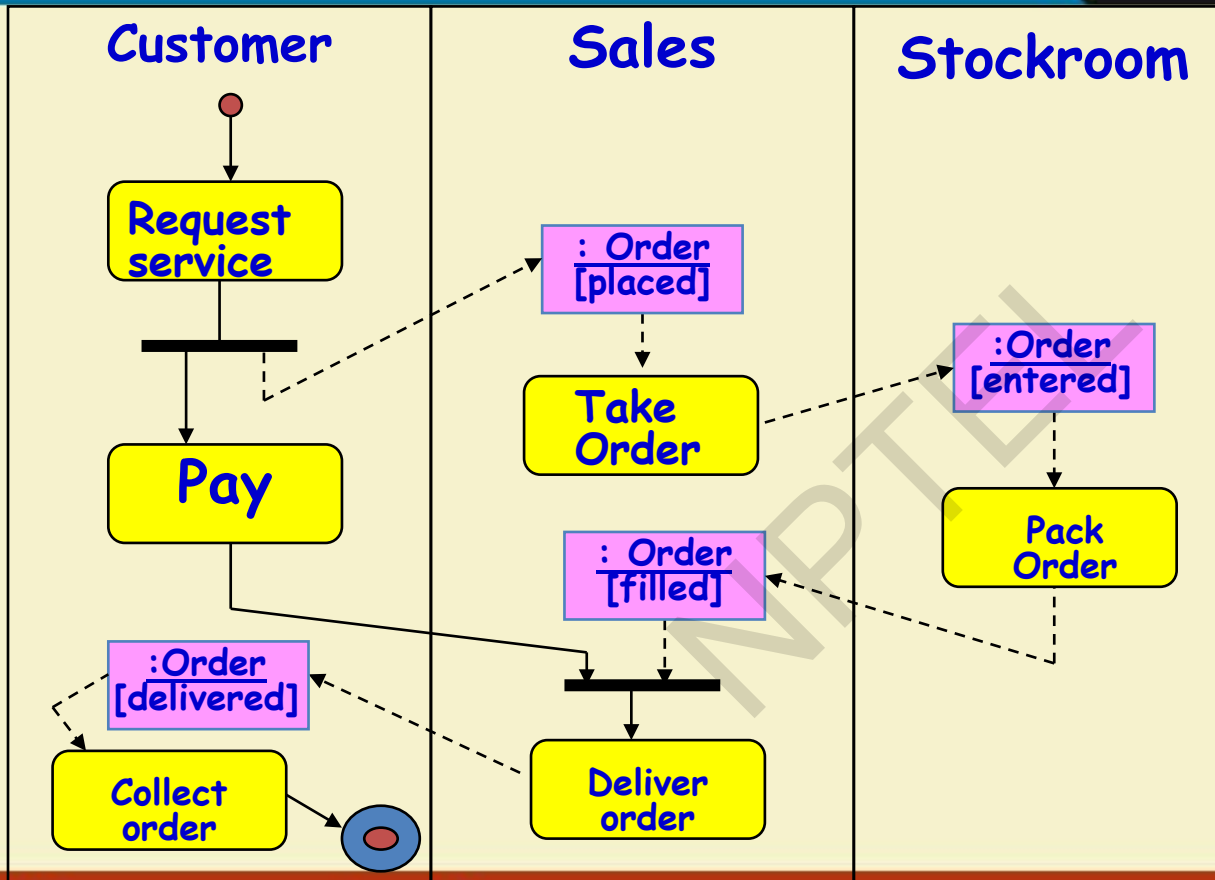 Customer
Sales
Stockroom
Request
service
: Order
[placed]
:Order
[entered]
Take
Order
Pay
Pack
Order
: Order
[filled]
:Order
[delivered]
Collect
order
Deliver
order
NPTEL